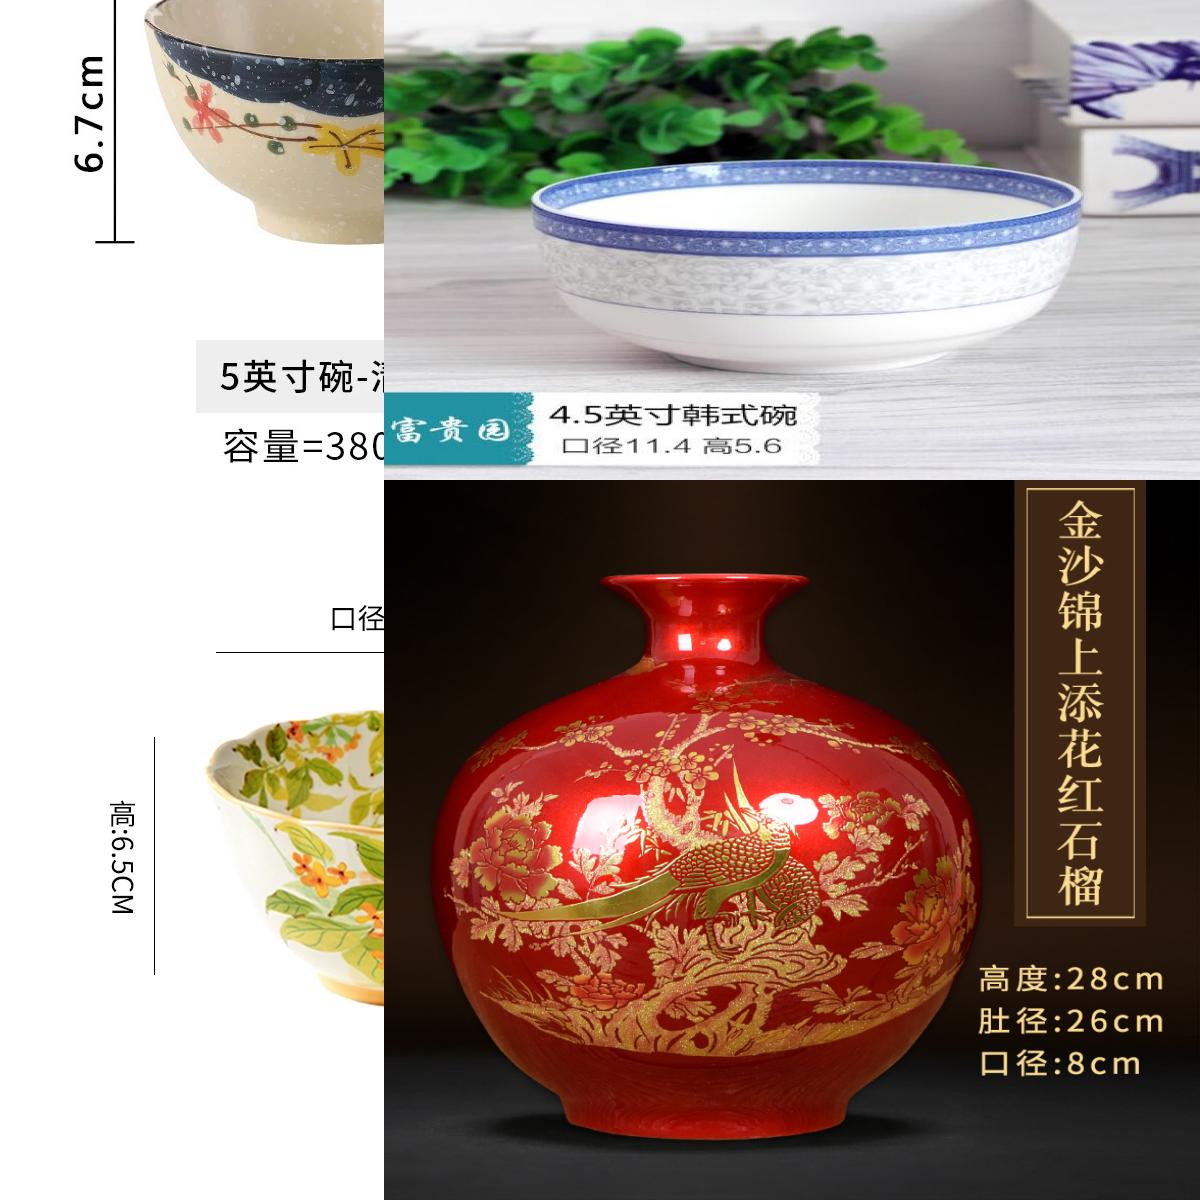 6.7cm
5英寸碗-
容量=380
富贵园
4.5英寸韩式碗
口径11.4 高5.6
口径
高:6.5CM
金沙锦上添花红石榴
高度:28cm
肚径:26cm
口径:8cm